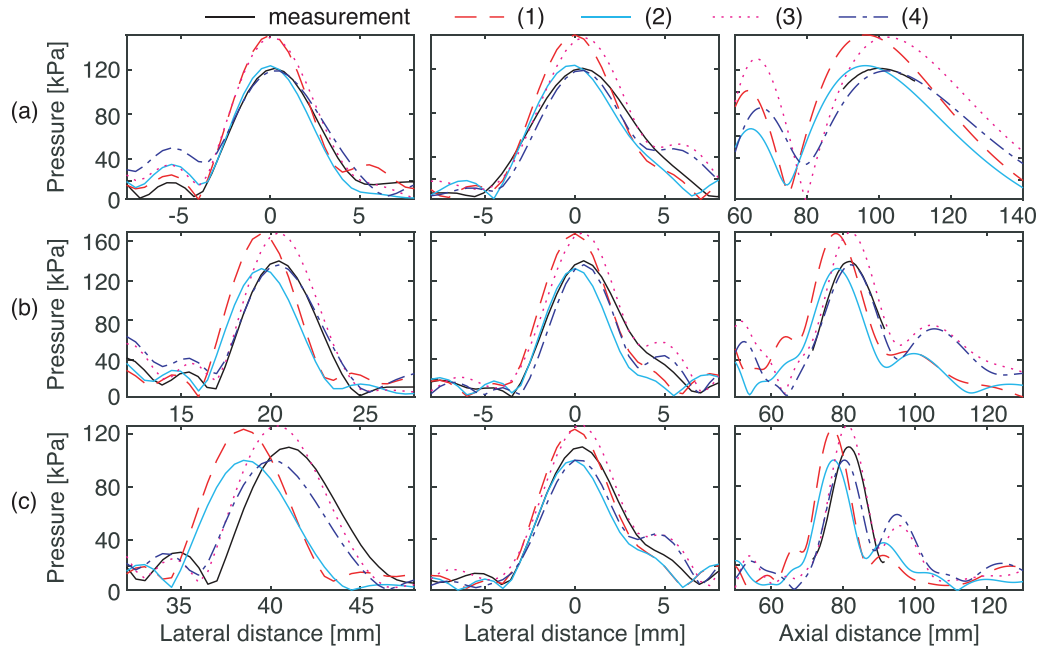 measurement (1) (2) (3) (4)
(a)
Pressure [kPa]
120
80
40
0
-5 0 5
-5 0 5
60 80 100 120 140
(b)
Pressure [kPa]
160
120
80
40
0
15 20 25
-5 0 5
60 80 100 120
(c)
Pressure [kPa]
120
80
40
0
35 40 45
-5 0 5
60 80 100 120
Lateral distance [mm] Lateral distance [mm] Axial distance [mm]